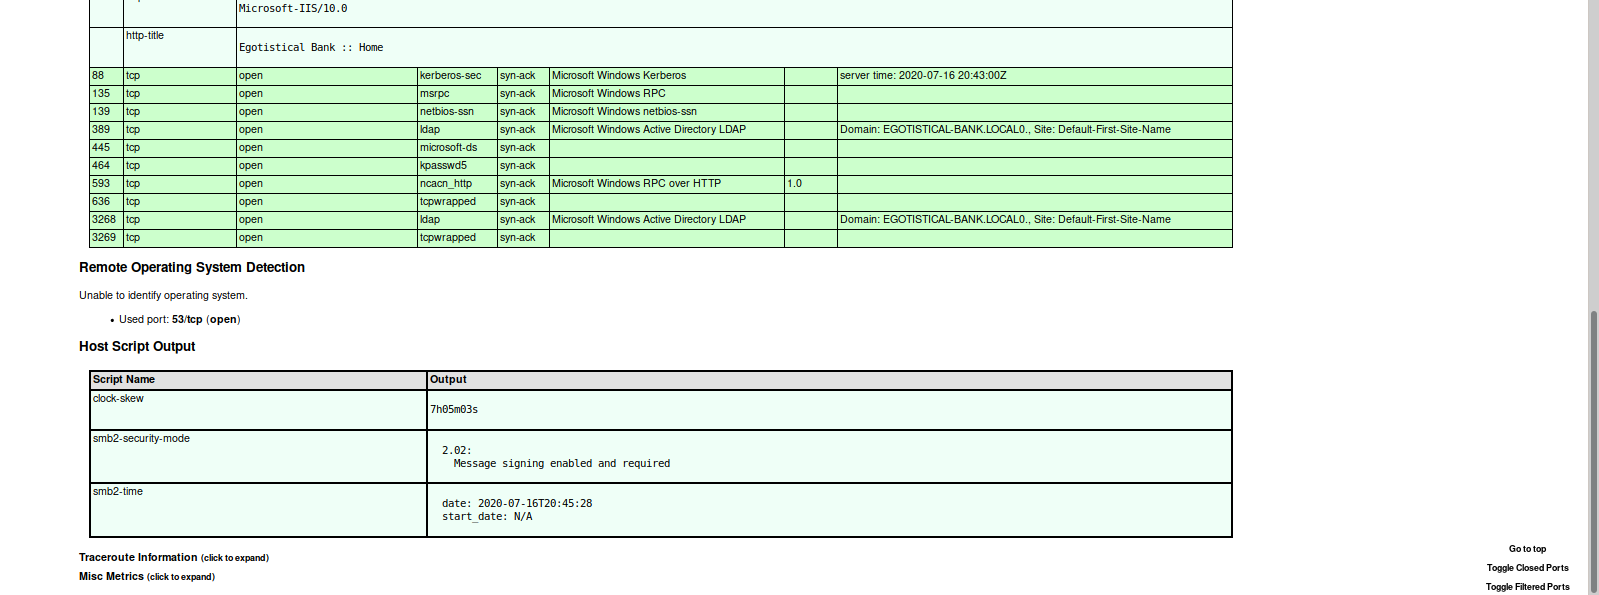 Microsoft-IIS/10.0
http-title
Egotistical Bank :: Home
88 tcp open kerberos-sec syn-ack Microsoft Windows Kerberos server time: 2020-07-16 20:43:00Z
135 tcp open msrpc syn-ack Microsoft Windows RPC
139 tcp open netbios-ssn syn-ack Microsoft Windows netbios-ssn
389 tcp open ldap syn-ack Microsoft Windows Active Directory LDAP Domain: EGOTISTICAL-BANK.LOCAL0., Site: Default-First-Site-Name
445 tcp open microsoft-ds syn-ack
464 tcp open kpasswd5 syn-ack
593 tcp open ncacn_http syn-ack Microsoft Windows RPC over HTTP 1.0
636 tcp open tcpwrapped syn-ack
3268 tcp open ldap syn-ack Microsoft Windows Active Directory LDAP Domain: EGOTISTICAL-BANK.LOCAL0., Site: Default-First-Site-Name
3269 tcp open tcpwrapped syn-ack
Remote Operating System Detection
Unable to identify operating system.
• Used port: 53/tcp (open)
Host Script Output
Script Name Output
clock-skew
7h05m03s
smb2-security-mode
2.02:
Message signing enabled and required
smb2-time
date: 2020-07-16T20:45:28
start_date: N/A
Traceroute Information (click to expand)
Misc Metrics (click to expand)
Go to top
Toggle Closed Ports
Toggle Filtered Ports